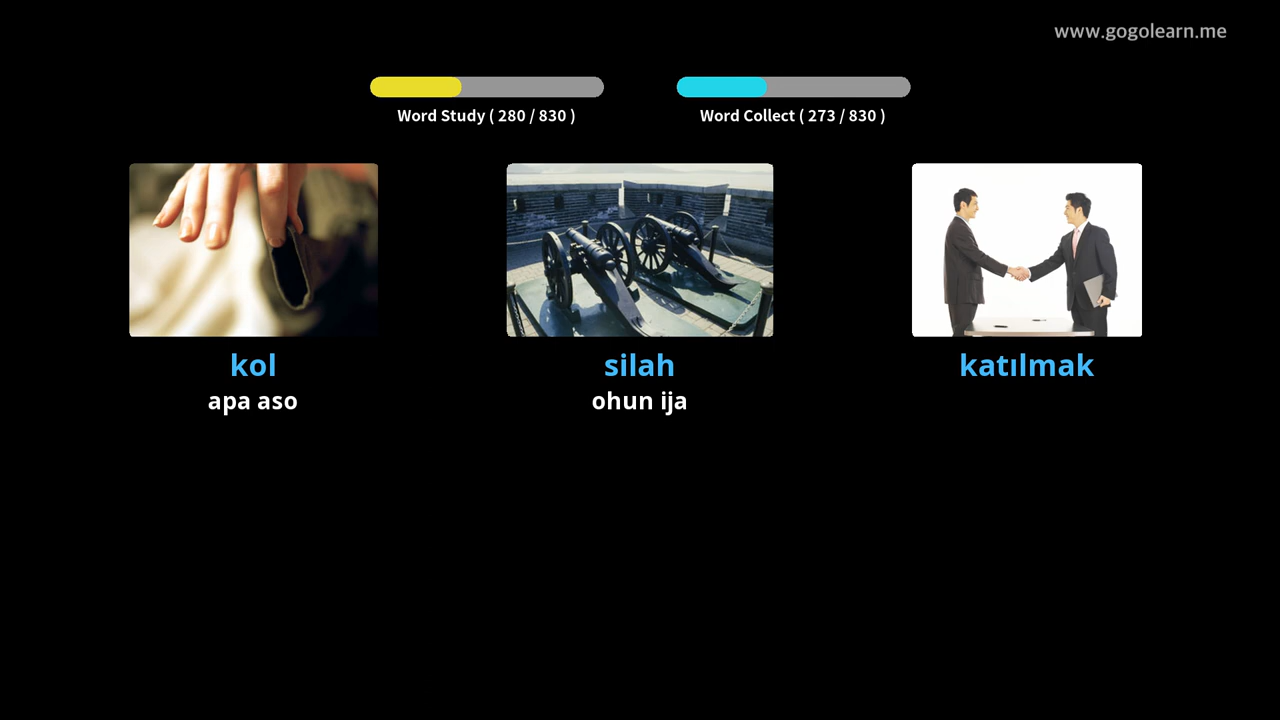 www.gogolearn.me
Word Study ( 280 / 830 )
Word Collect ( 273 / 830 )
kol
silah
katılmak
apa aso
ohun ija